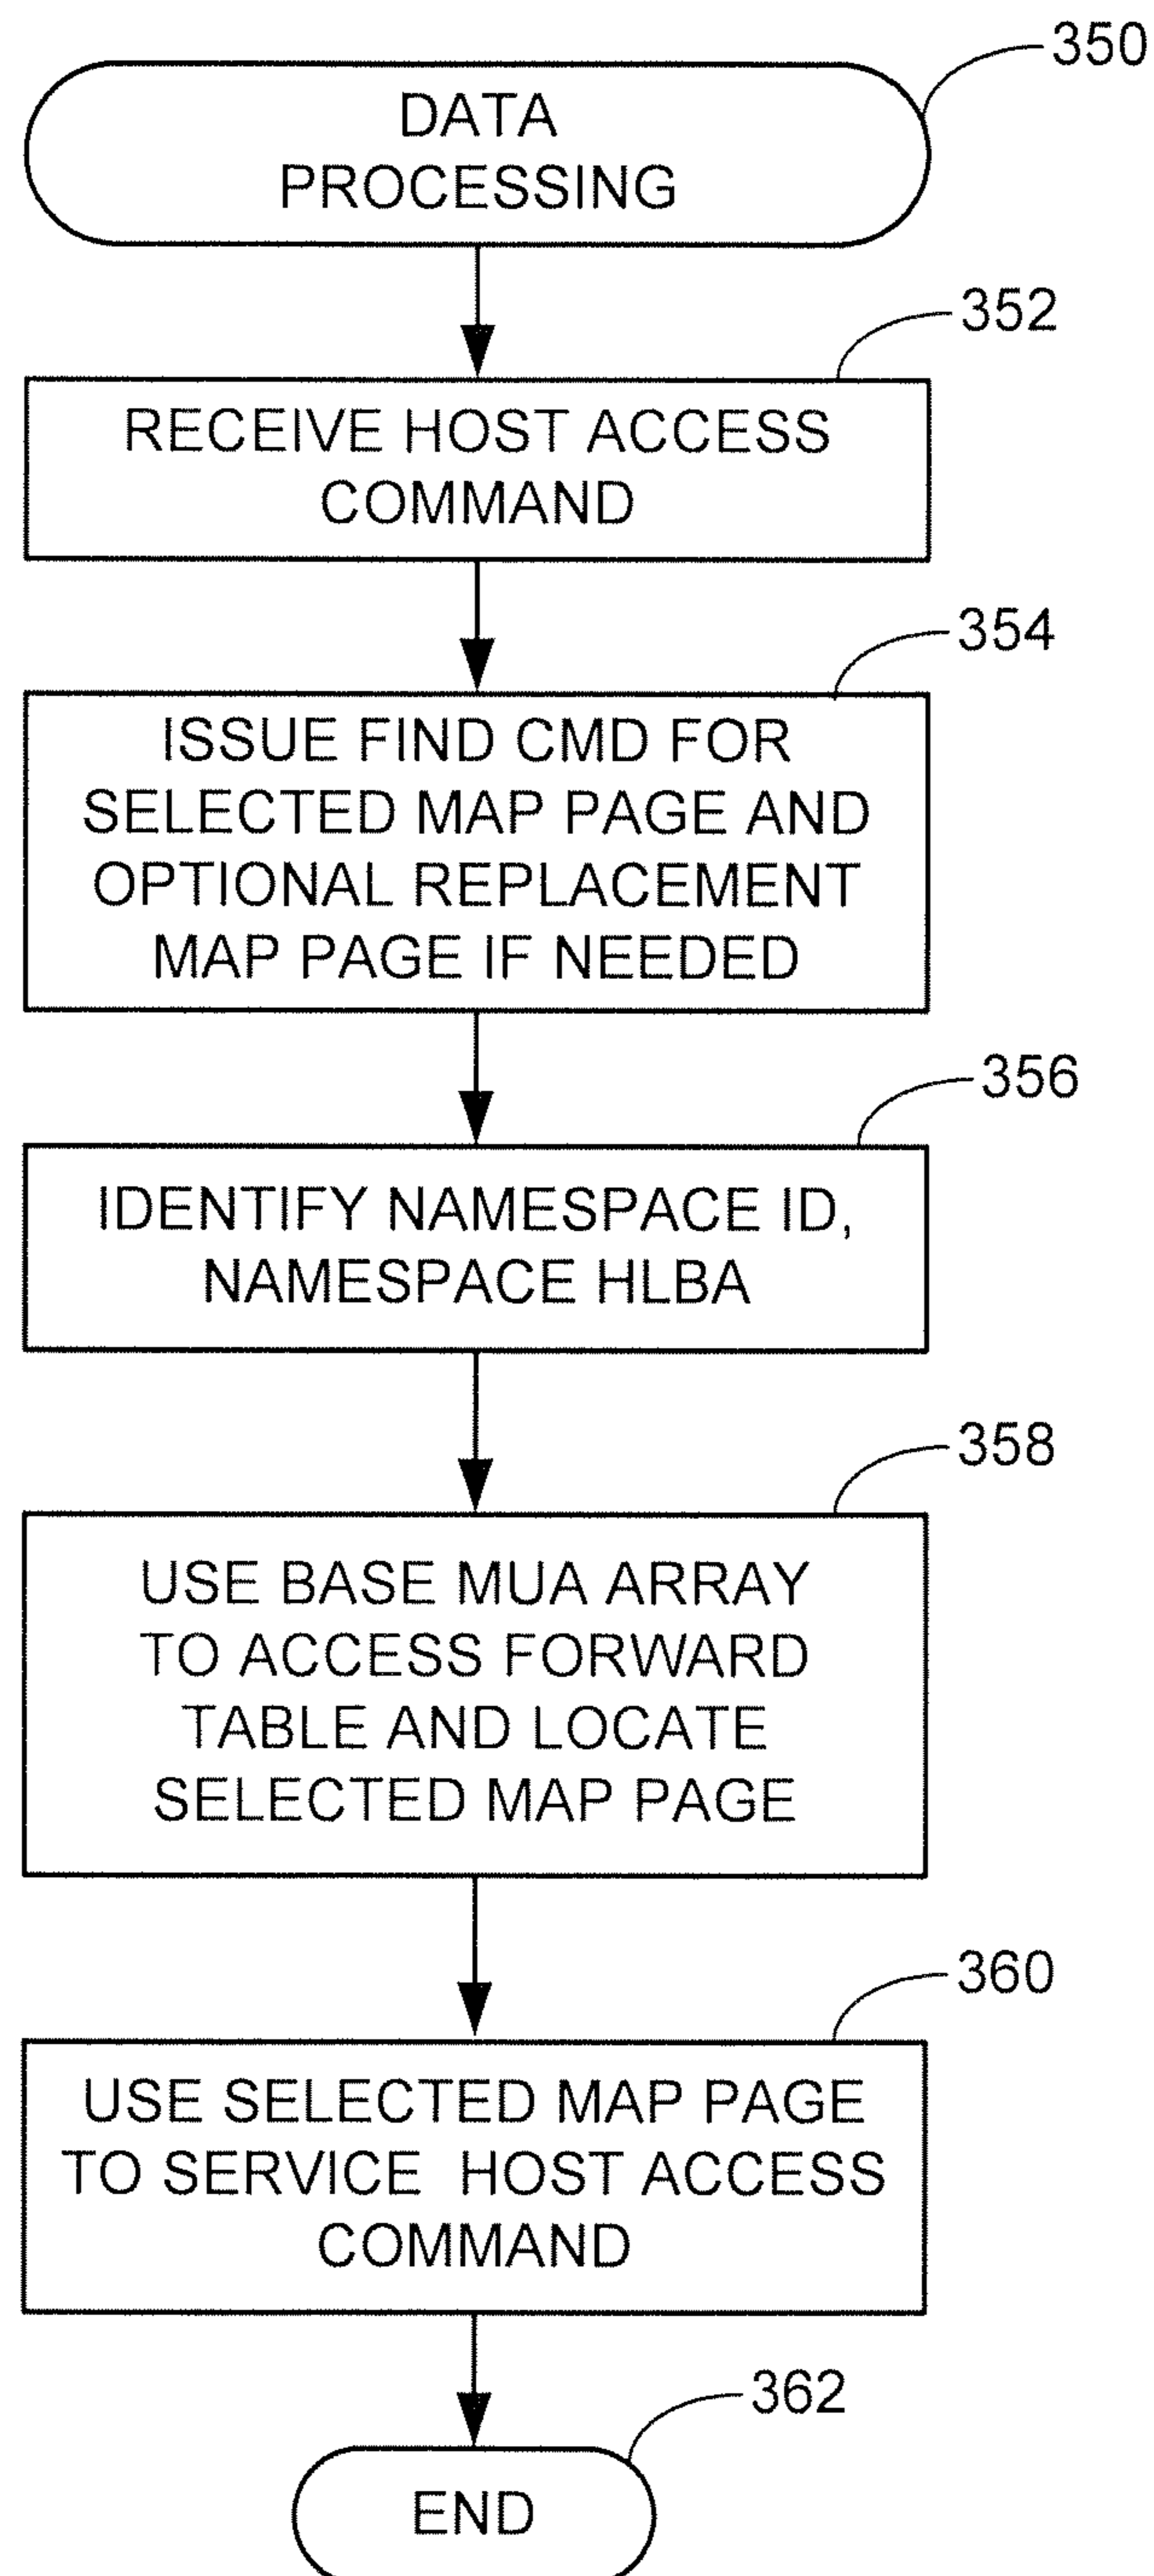 350
DATA
PROCESSING
352
RECEIVE HOST ACCESS
COMMAND
354
ISSUE FIND CMD FOR
SELECTED MAP PAGE AND
OPTIONAL REPLACEMENT
MAP PAGE IF NEEDED
356
IDENTIFY NAMESPACE ID,
NAMESPACE HLBA
358
USE BASE MUA ARRAY
TO ACCESS FORWARD
TABLE AND LOCATE
SELECTED MAP PAGE
360
USE SELECTED MAP PAGE
TO SERVICE HOST ACCESS
COMMAND
362
END